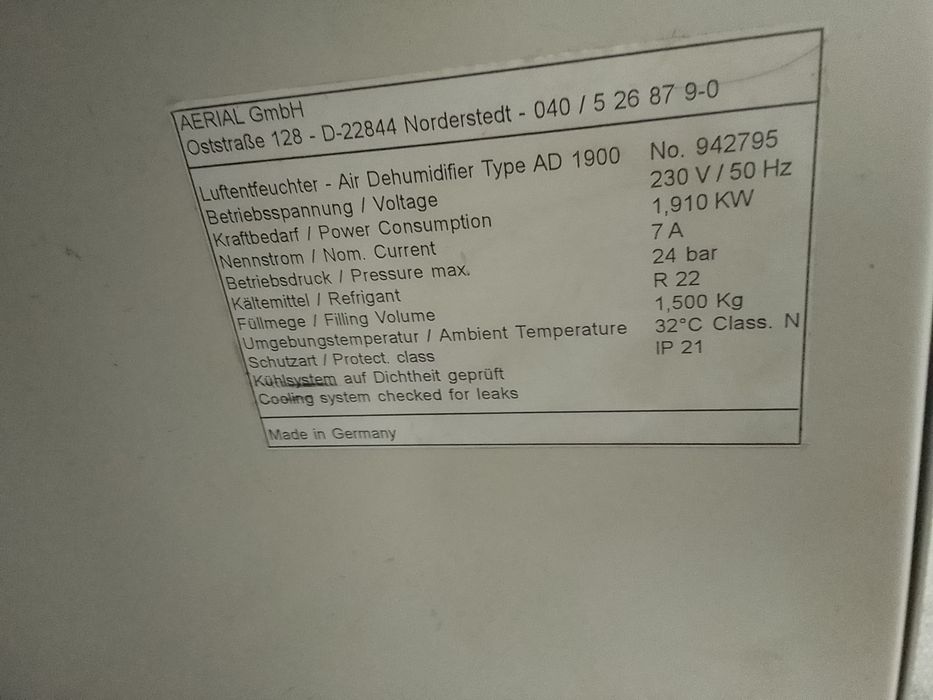 AERIAL GmbH
Oststraße 128 - D-22844 Norderstedt - 040 / 5 26 87 9-0
Luftentfeuchter - Air Dehumidifier Type AD 1900 No. 942795
Betriebsspannung / Voltage 230 V / 50 Hz
Kraftbedarf / Power Consumption 1,910 KW
Nennstrom / Nom. Current 7 A
Betriebsdruck / Pressure max. 24 bar
Kältemittel / Refrigant R 22
Füllmege / Filling Volume 1,500 Kg
Umgebungstemperatur / Ambient Temperature 32°C Class. N
Schutzart / Protect. class IP 21
Kühlsystem auf Dichtheit geprüft
Cooling system checked for leaks
Made in Germany